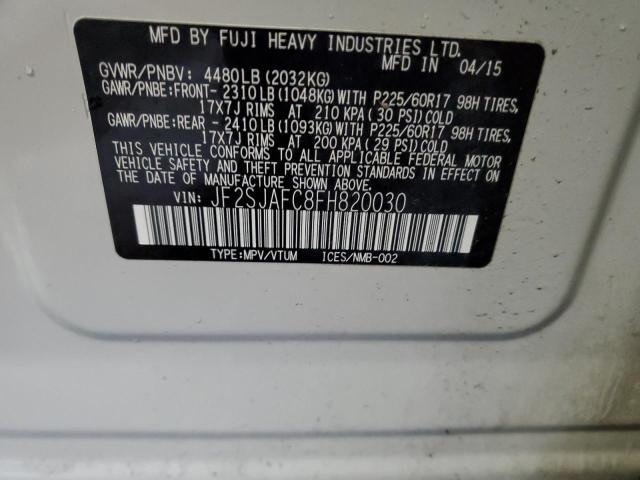 MFD BY FUJI HEAVY INDUSTRIES LTD.
MFD IN 04/15
GVWR/PNBV: 4480LB(2032KG)
GAWR/PNBE:FRONT- 2310LB(1048KG)WITH P225/60R17 98H TIRES,
17X7J RIMS AT 210 KPA(30 PSI)COLD
GAWR/PNBE:REAR - 2410LB(1093KG)WITH P225/60R17 98H TIRES,
17X7J RIMS AT 200 KPA(29 PSI)COLD
THIS VEHICLE CONFORMS TO ALL APPLICABLE FEDERAL MOTOR
VEHICLE SAFETY AND THEFT PREVENTION STANDARDS IN EFFECT
ON THE DATE OF MANUFACTURE SHOWN ABOVE.
VIN: JF2SJAFC8FH820030
TYPE:MPV/VTUM ICES/NMB-002